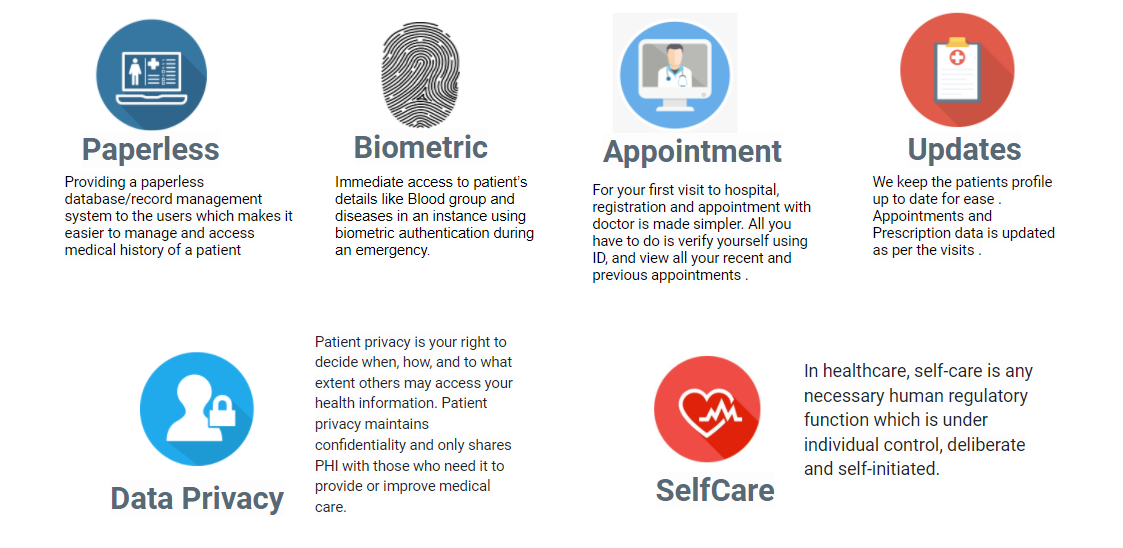 Paperless
Providing a paperless
database/record management
system to the users which makes it
easier to manage and access
medical history of a patient
Biometric
Immediate access to patient's
details like Blood group and
diseases in an instance using
biometric authentication during
an emergency.
Appointment
For your first visit to hospital,
registration and appointment with
doctor is made simpler. All you
have to do is verify yourself using
ID, and view all your recent and
previous appointments .
Updates
We keep the patients profile
up to date for ease .
Appointments and
Prescription data is updated
as per the visits .
Data Privacy
Patient privacy is your right to
decide when, how, and to what
extent others may access your
health information. Patient
privacy maintains
confidentiality and only shares
PHI with those who need it to
provide or improve medical
care.
SelfCare
In healthcare, self-care is any
necessary human regulatory
function which is under
individual control, deliberate
and self-initiated.